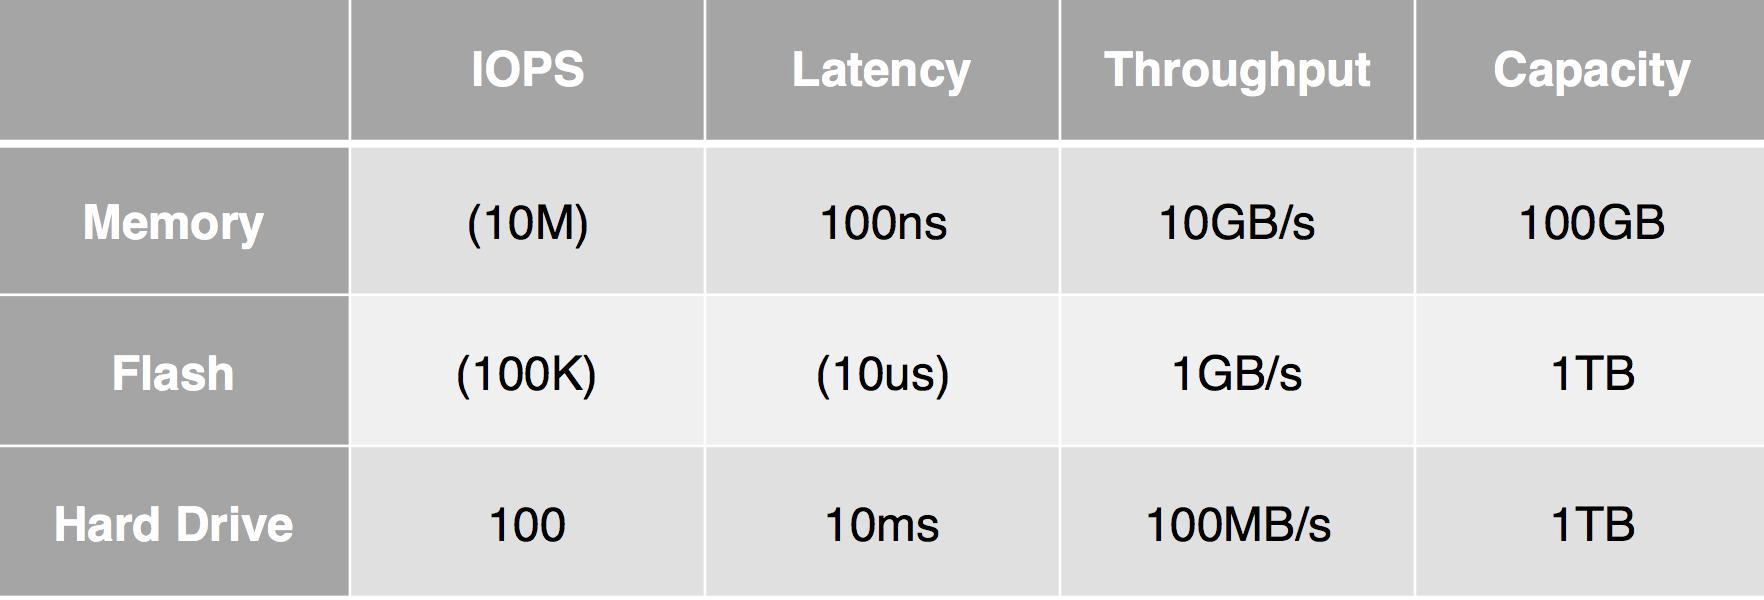 IOPS Latency Throughput Capacity
Memory (10M) 100ns 10GB/s 100GB
Flash (100K) (10us) 1GB/s 1TB
Hard Drive 100 10ms 100MB/s 1TB